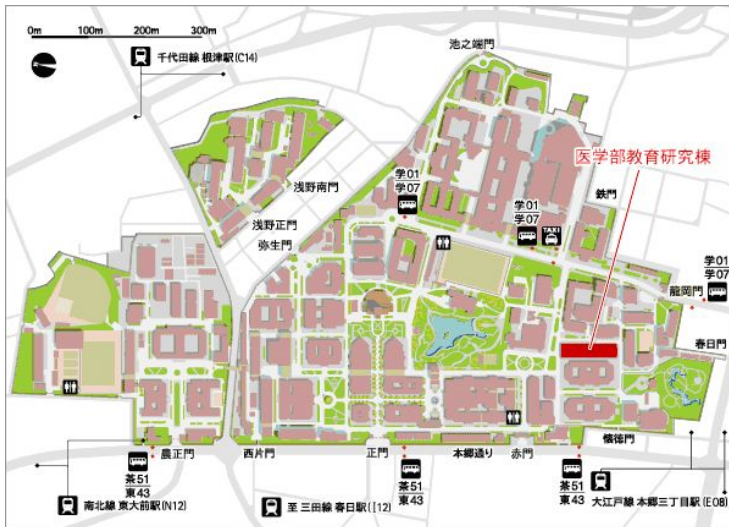 0m 100m 200m 300m
千代田線 根津駅(C14)
池之端門
医学部教育研究棟
学01
学07
浅野南門
浅野正門
弥生門
学01
学07
TAXI
鉄門
学01
学07
龍岡門
春日門
農正門
西片門
正門
本郷通り
赤門
懐徳門
茶51
東43
茶51
東43
茶51
東43
南北線 東大前駅(N12)
至 三田線 春日駅(I12)
大江戸線 本郷三丁目駅(E08)